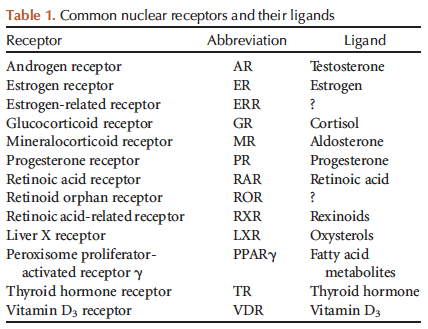 Table 1. Common nuclear receptors and their ligands
Receptor Abbreviation Ligand
Androgen receptor AR Testosterone
Estrogen receptor ER Estrogen
Estrogen-related receptor ERR ?
Glucocorticoid receptor GR Cortisol
Mineralocorticoid receptor MR Aldosterone
Progesterone receptor PR Progesterone
Retinoic acid receptor RAR Retinoic acid
Retinoid orphan receptor ROR ?
Retinoic acid-related receptor RXR Rexinoids
Liver X receptor LXR Oxysterols
Peroxisome proliferator- PPARγ Fatty acid
activated receptor γ metabolites
Thyroid hormone receptor TR Thyroid hormone
Vitamin D₃ receptor VDR Vitamin D₃